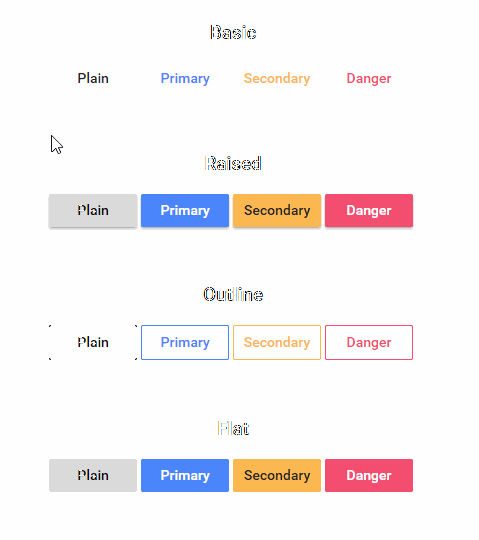 Basic
Plain Primary Secondary Danger
Raised
Plain Primary Secondary Danger
Outline
Plain Primary Secondary Danger
Flat
Plain Primary Secondary Danger